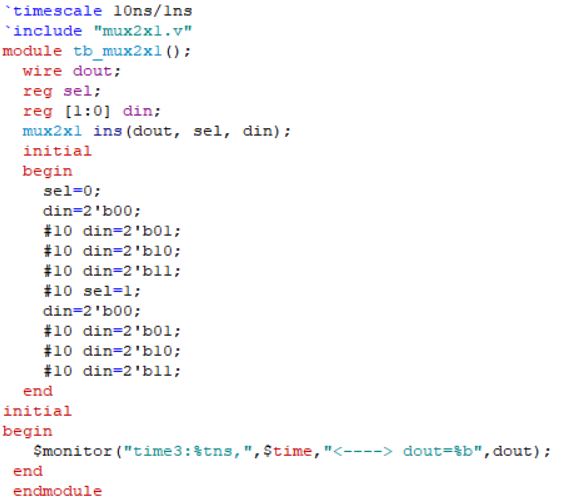 `timescale 10ns/1ns
`include "mux2x1.v"
module tb_mux2x1();
  wire dout;
  reg sel;
  reg [1:0] din;
  mux2x1 ins(dout, sel, din);
  initial
  begin
    sel=0;
    din=2'b00;
    #10 din=2'b01;
    #10 din=2'b10;
    #10 din=2'b11;
    #10 sel=1;
    din=2'b00;
    #10 din=2'b01;
    #10 din=2'b10;
    #10 din=2'b11;
  end
initial
begin
   $monitor("time3:%tns,",$time,"<----> dout=%b",dout);
 end
 endmodule